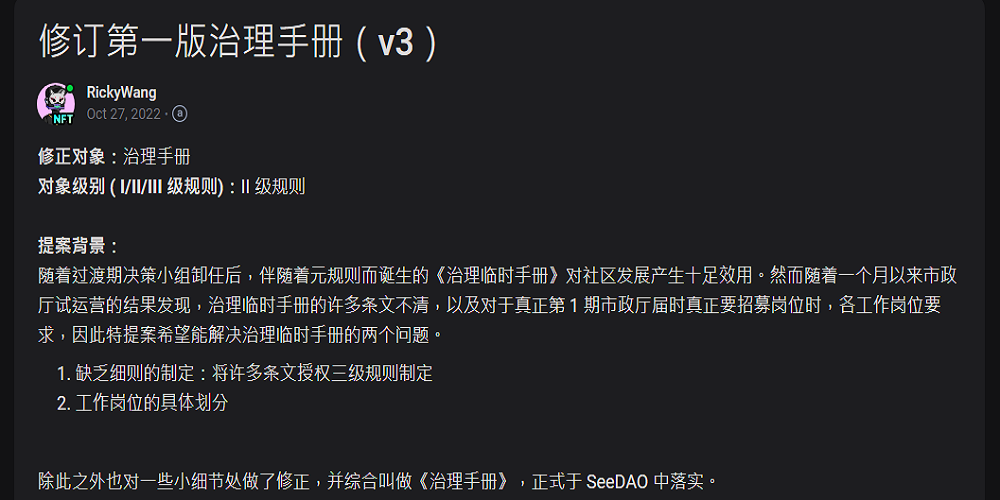 修订第一版治理手册（v3）
RickyWang
Oct 27, 2022 • ⓐ
NFT
修正对象：治理手册
对象级别 ( I/II/III 级规则)：II 级规则
提案背景：
随着过渡期决策小组卸任后，伴随着元规则而诞生的《治理临时手册》对社区发展产生十足效用。然而随着一个月以来市政
厅试运营的结果发现，治理临时手册的许多条文不清，以及对于真正第 1 期市政厅届时真正要招募岗位时，各工作岗位要
求，因此特提案希望能解决治理临时手册的两个问题。
1. 缺乏细则的制定：将许多条文授权三级规则制定
2. 工作岗位的具体划分
除此之外也对一些小细节处做了修正，并综合叫做《治理手册》，正式于 SeeDAO 中落实。